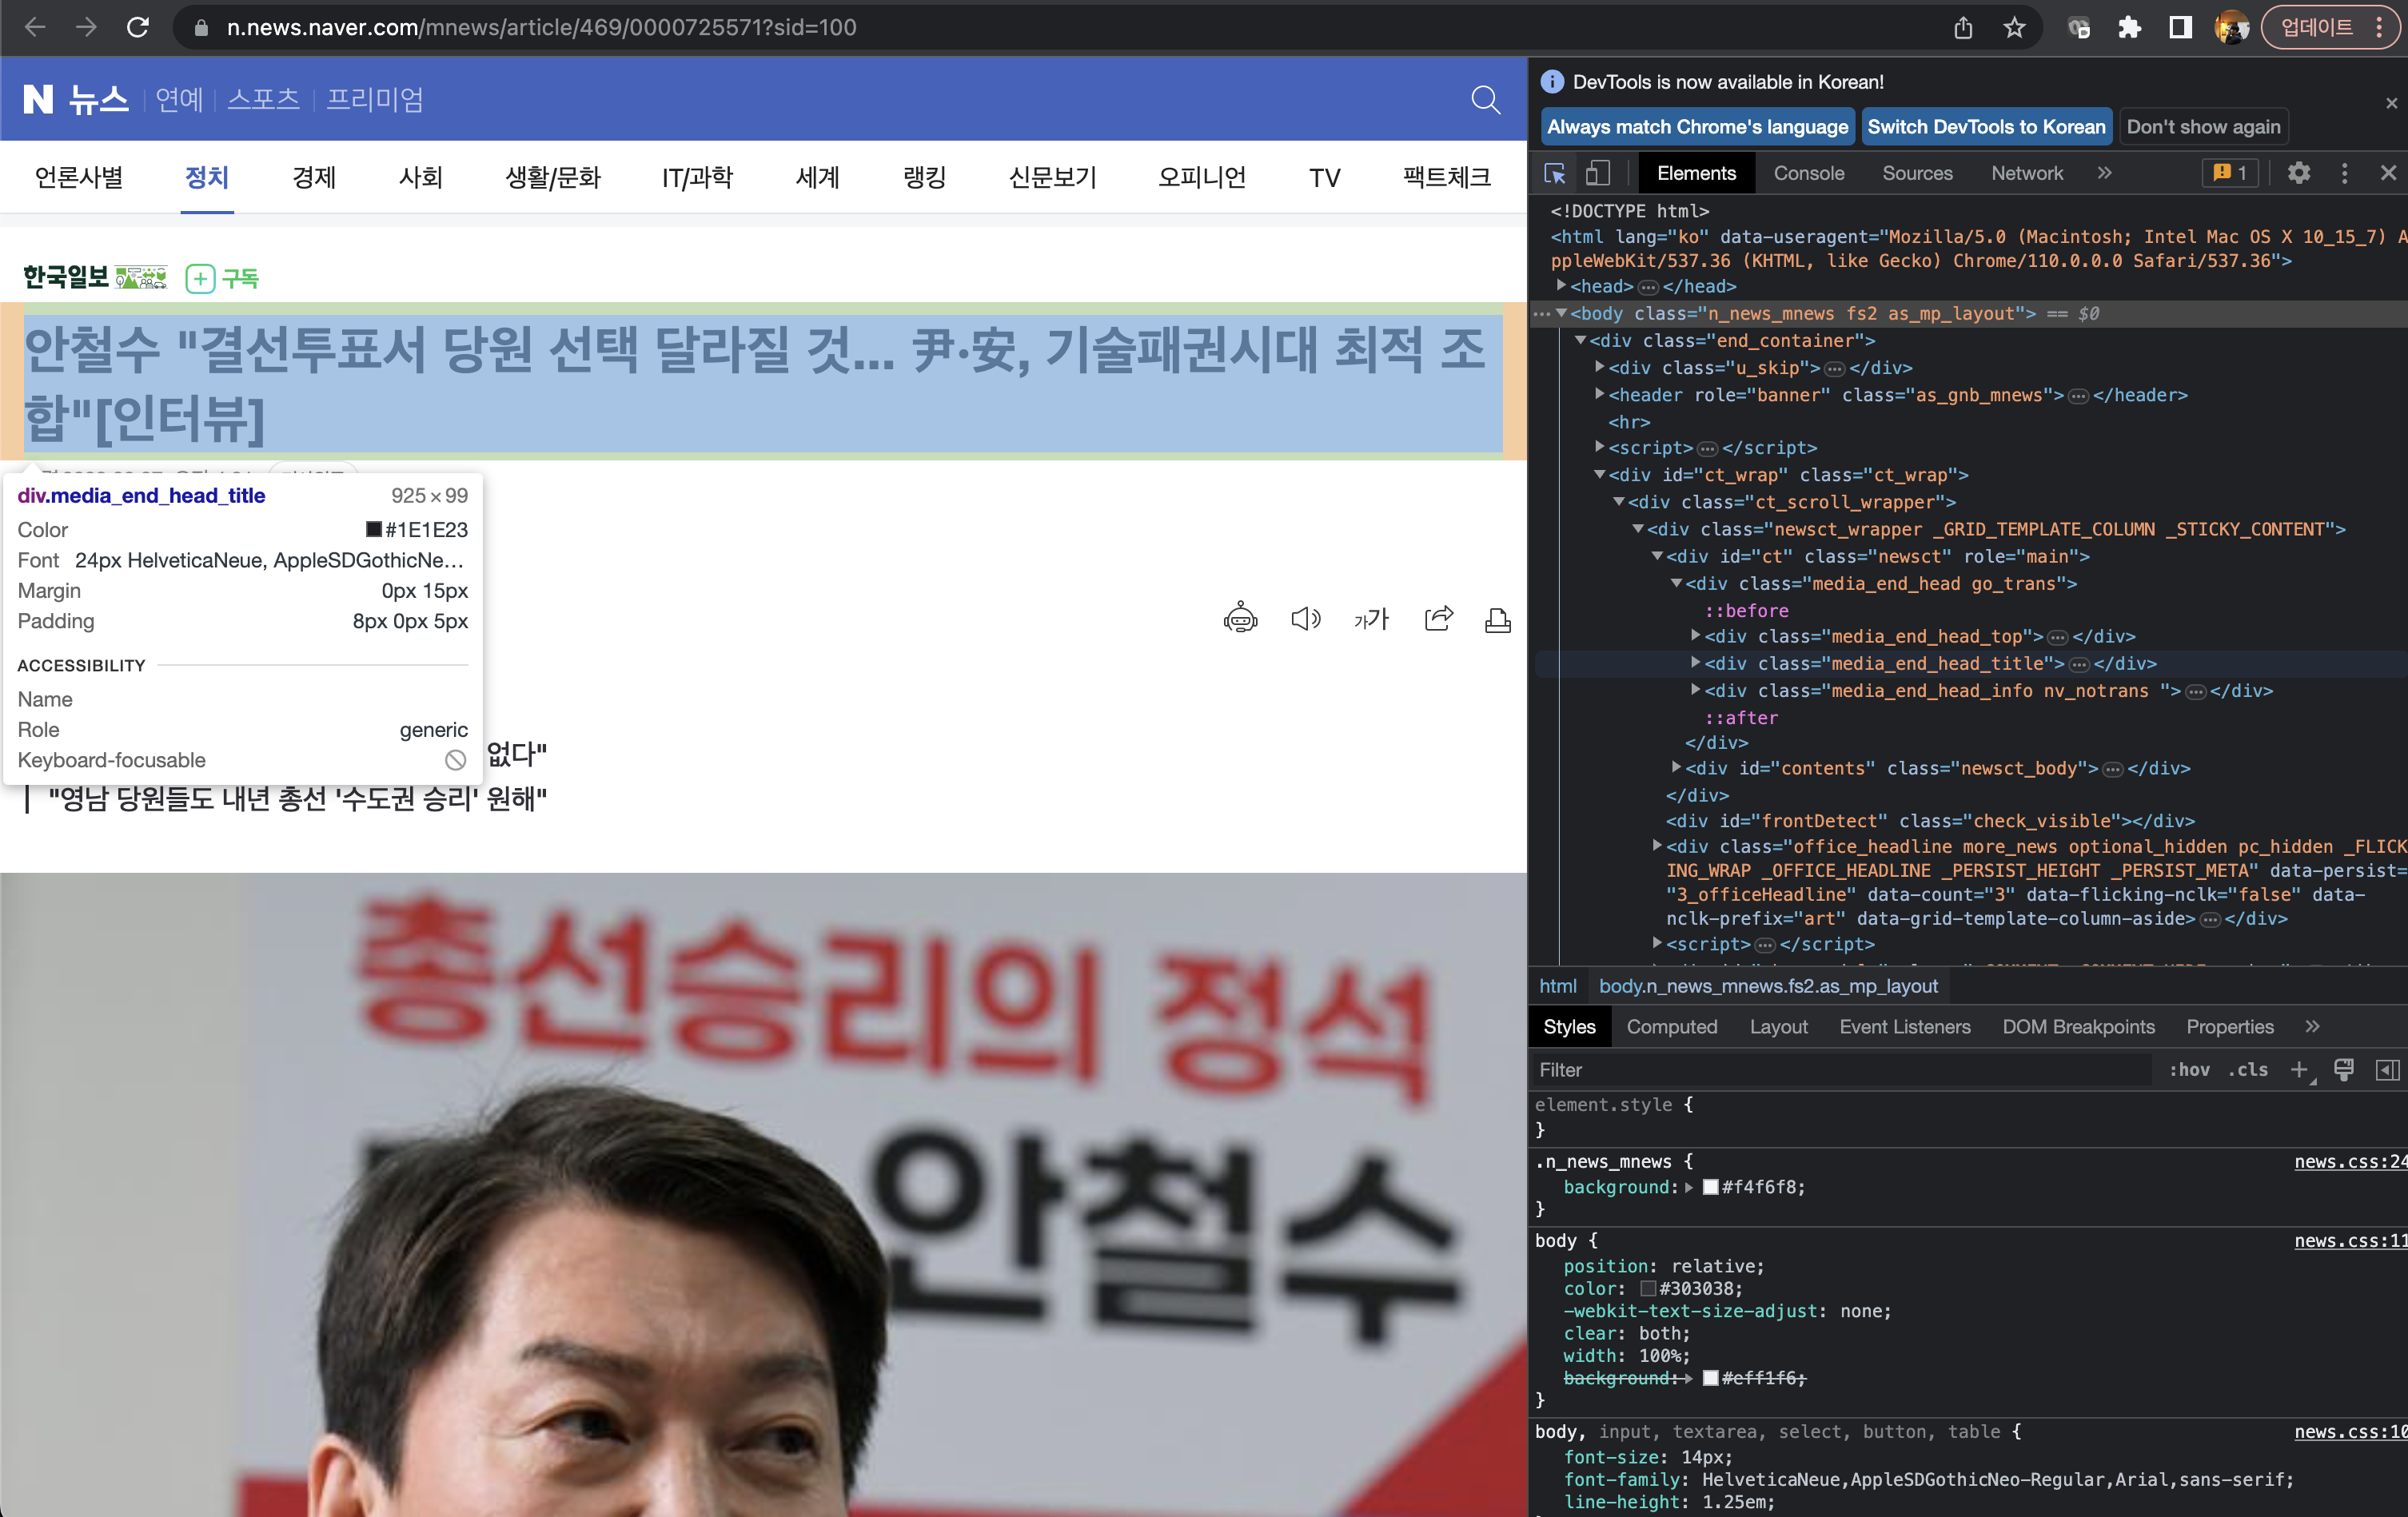 n.news.naver.com/mnews/article/469/0000725571?sid=100
업데이트
N 뉴스 연예 스포츠 프리미엄
언론사별 정치 경제 사회 생활/문화 IT/과학 세계 랭킹 신문보기 오피니언 TV 팩트체크
한국일보 구독
안철수 "결선투표서 당원 선택 달라질 것... 尹·安, 기술패권시대 최적 조
합"[인터뷰]
div.media_end_head_title 925 × 99
Color #1E1E23
Font 24px HelveticaNeue, AppleSDGothicNe…
Margin 0px 15px
Padding 8px 0px 5px
ACCESSIBILITY
Name
Role generic
Keyboard-focusable
가가
없다"
"영남 당원들도 내년 총선 '수도권 승리' 원해"
총선승리의 정석
안철수
DevTools is now available in Korean!
Always match Chrome's language Switch DevTools to Korean Don't show again
Elements Console Sources Network 1
<!DOCTYPE html>
<html lang="ko" data-useragent="Mozilla/5.0 (Macintosh; Intel Mac OS X 10_15_7) A
ppleWebKit/537.36 (KHTML, like Gecko) Chrome/110.0.0.0 Safari/537.36">
<head>…</head>
<body class="n_news_mnews fs2 as_mp_layout"> == $0
<div class="end_container">
<div class="u_skip">…</div>
<header role="banner" class="as_gnb_mnews">…</header>
<hr>
<script>…</script>
<div id="ct_wrap" class="ct_wrap">
<div class="ct_scroll_wrapper">
<div class="newsct_wrapper _GRID_TEMPLATE_COLUMN _STICKY_CONTENT">
<div id="ct" class="newsct" role="main">
<div class="media_end_head go_trans">
::before
<div class="media_end_head_top">…</div>
<div class="media_end_head_title">…</div>
<div class="media_end_head_info nv_notrans ">…</div>
::after
</div>
<div id="contents" class="newsct_body">…</div>
</div>
<div id="frontDetect" class="check_visible"></div>
<div class="office_headline more_news optional_hidden pc_hidden _FLICK
ING_WRAP _OFFICE_HEADLINE _PERSIST_HEIGHT _PERSIST_META" data-persist=
"3_officeHeadline" data-count="3" data-flicking-nclk="false" data-
nclk-prefix="art" data-grid-template-column-aside>…</div>
<script>…</script>
html body.n_news_mnews.fs2.as_mp_layout
Styles Computed Layout Event Listeners DOM Breakpoints Properties
Filter :hov .cls
element.style {
}
.n_news_mnews { news.css:24
background: #f4f6f8;
}
body { news.css:11
position: relative;
color: #303038;
-webkit-text-size-adjust: none;
clear: both;
width: 100%;
background: #eff1f6;
}
body, input, textarea, select, button, table { news.css:10
font-size: 14px;
font-family: HelveticaNeue,AppleSDGothicNeo-Regular,Arial,sans-serif;
line-height: 1.25em;